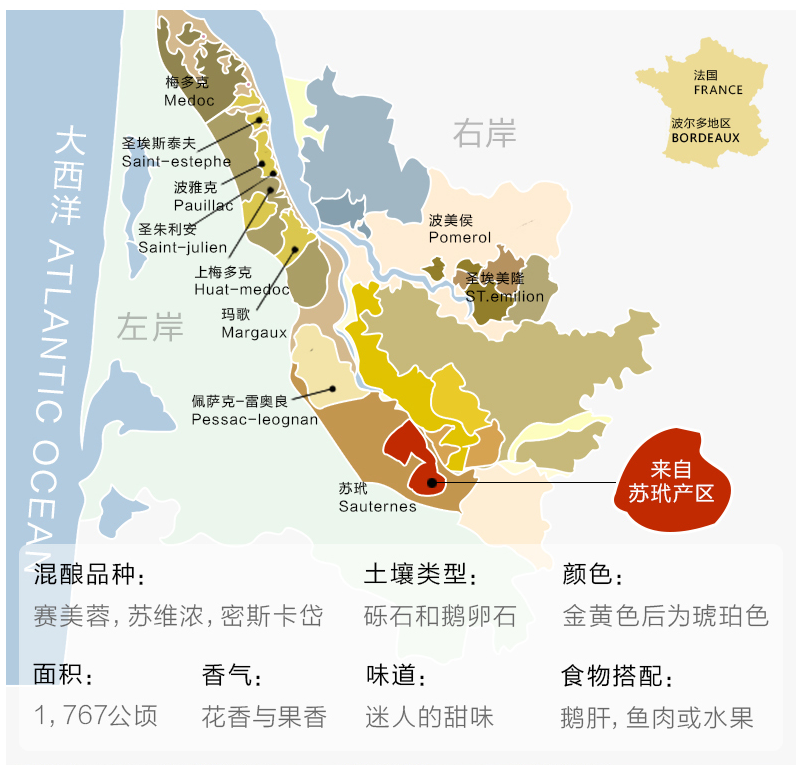 法国
FRANCE
波尔多地区
BORDEAUX
右岸
左岸
大西洋 ATLANTIC OCEAN
梅多克
Medoc
圣埃斯泰夫
Saint-estephe
波雅克
Pauillac
圣朱利安
Saint-julien
上梅多克
Huat-medoc
玛歌
Margaux
波美侯
Pomerol
圣埃美隆
ST.emilion
佩萨克-雷奥良
Pessac-leognan
苏玳
Sauternes
来自
苏玳产区
混酿品种:
赛美蓉, 苏维浓, 密斯卡岱
土壤类型:
砾石和鹅卵石
颜色:
金黄色后为琥珀色
面积:
1, 767公顷
香气:
花香与果香
味道:
迷人的甜味
食物搭配:
鹅肝, 鱼肉或水果